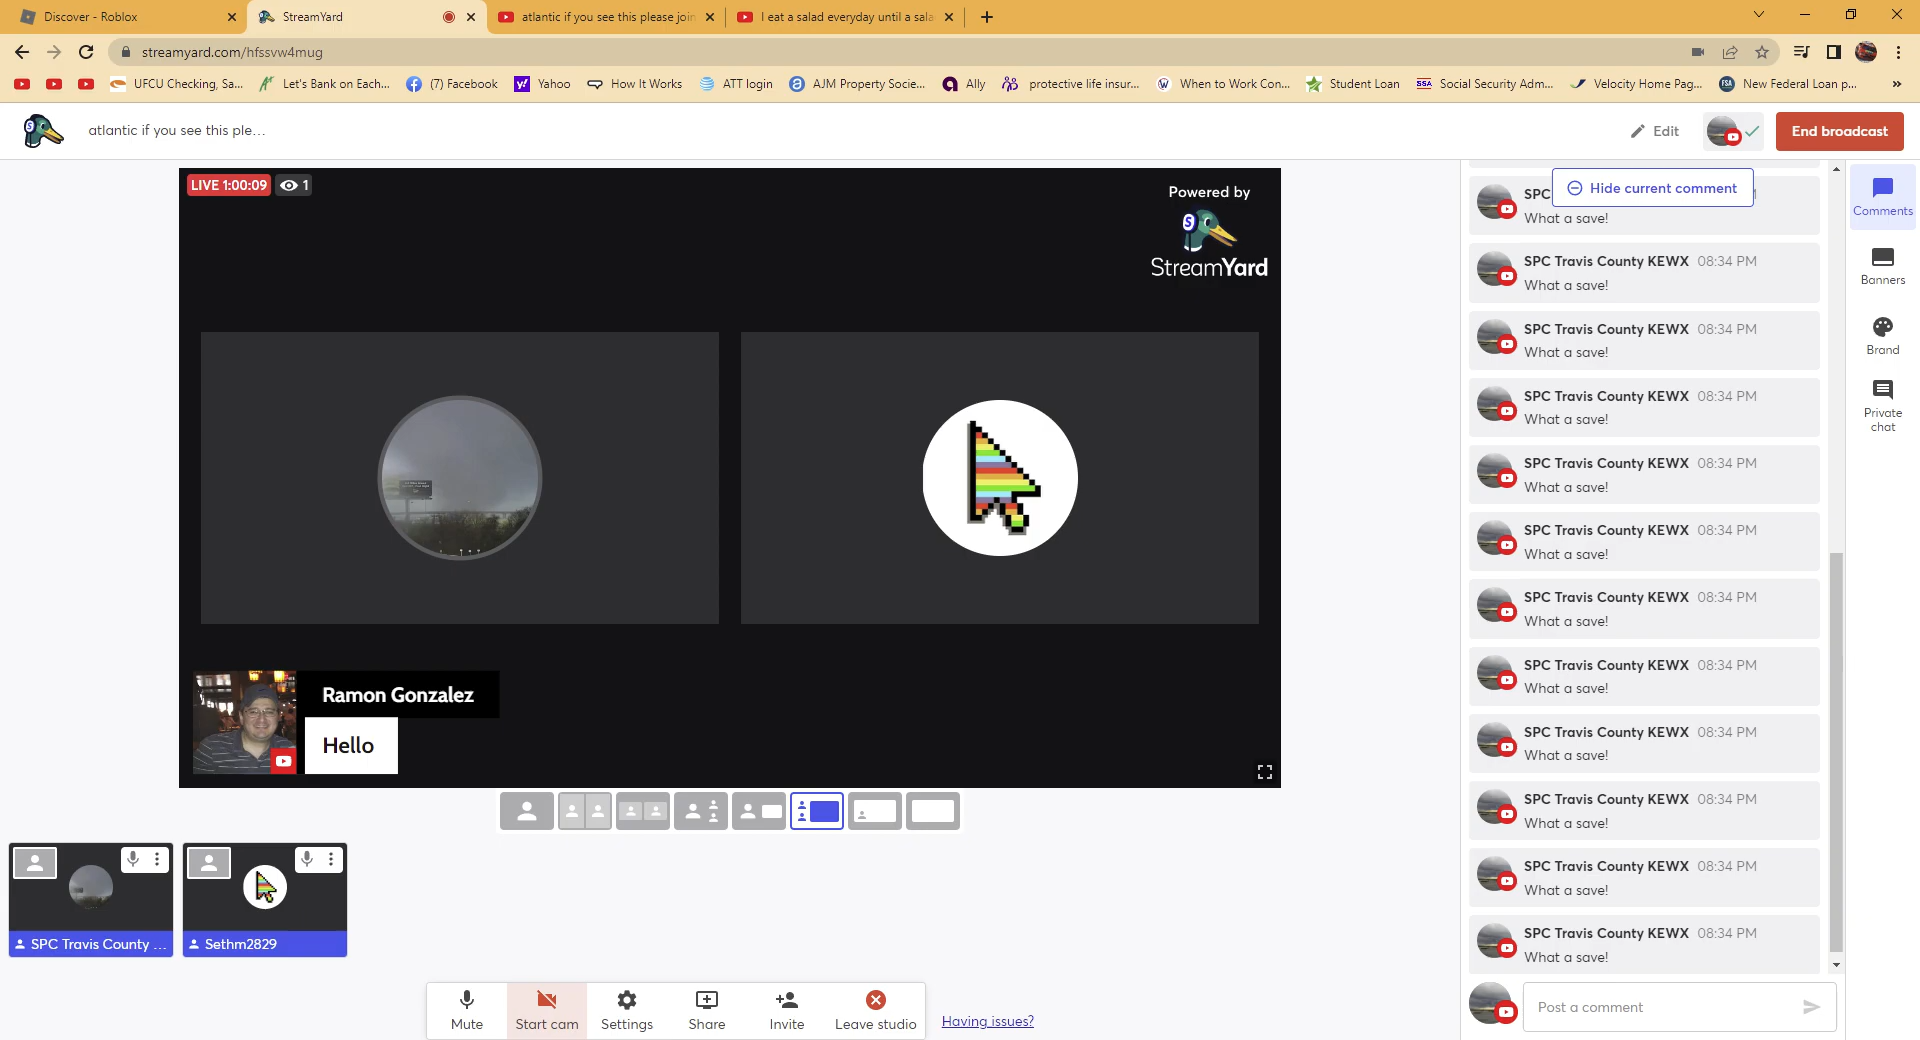 Discover - Roblox
StreamYard
atlantic if you see this please join
I eat a salad everyday until a sala
streamyard.com/hfssvw4mug
UFCU Checking, Sa...
Let's Bank on Each...
(7) Facebook
Yahoo
How It Works
ATT login
AJM Property Socie...
Ally
protective life insur...
When to Work Con...
Student Loan
SSA
Social Security Adm...
Velocity Home Pag...
FSA
New Federal Loan p...
»
atlantic if you see this ple...
Edit
End broadcast
LIVE 1:00:09
1
Powered by
S
StreamYard
Ramon Gonzalez
Hello
SPC Travis County ...
Sethm2829
Mute
Start cam
Settings
Share
Invite
Leave studio
Having issues?
Hide current comment
SPC
What a save!
SPC Travis County KEWX 08:34 PM
What a save!
SPC Travis County KEWX 08:34 PM
What a save!
SPC Travis County KEWX 08:34 PM
What a save!
SPC Travis County KEWX 08:34 PM
What a save!
SPC Travis County KEWX 08:34 PM
What a save!
SPC Travis County KEWX 08:34 PM
What a save!
SPC Travis County KEWX 08:34 PM
What a save!
SPC Travis County KEWX 08:34 PM
What a save!
SPC Travis County KEWX 08:34 PM
What a save!
SPC Travis County KEWX 08:34 PM
What a save!
SPC Travis County KEWX 08:34 PM
What a save!
Post a comment
Comments
Banners
Brand
Private
chat